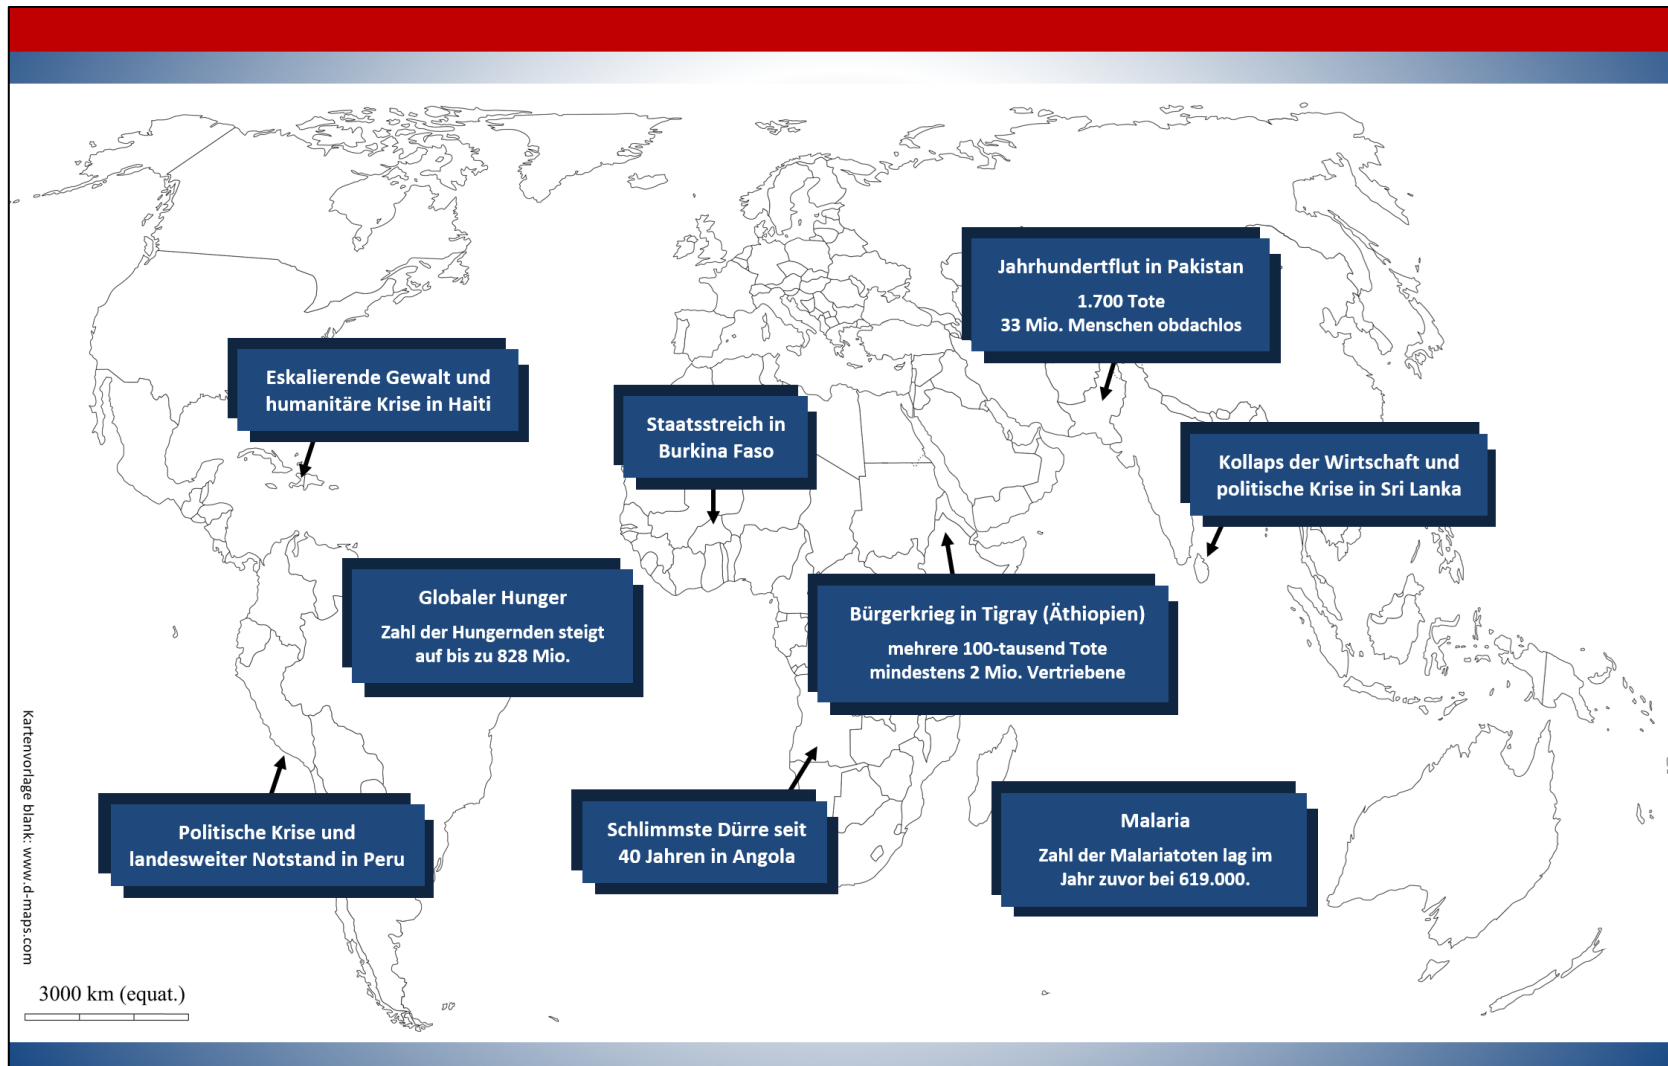 Jahrhundertflut in Pakistan
1.700 Tote
33 Mio. Menschen obdachlos
Eskalierende Gewalt und
humanitäre Krise in Haiti
Staatsstreich in
Burkina Faso
Kollaps der Wirtschaft und
politische Krise in Sri Lanka
Globaler Hunger
Zahl der Hungernden steigt
auf bis zu 828 Mio.
Bürgerkrieg in Tigray (Äthiopien)
mehrere 100-tausend Tote
mindestens 2 Mio. Vertriebene
Politische Krise und
landesweiter Notstand in Peru
Schlimmste Dürre seit
40 Jahren in Angola
Malaria
Zahl der Malariatoten lag im
Jahr zuvor bei 619.000.
Kartenvorlage blank: www.d-maps.com
3000 km (equat.)